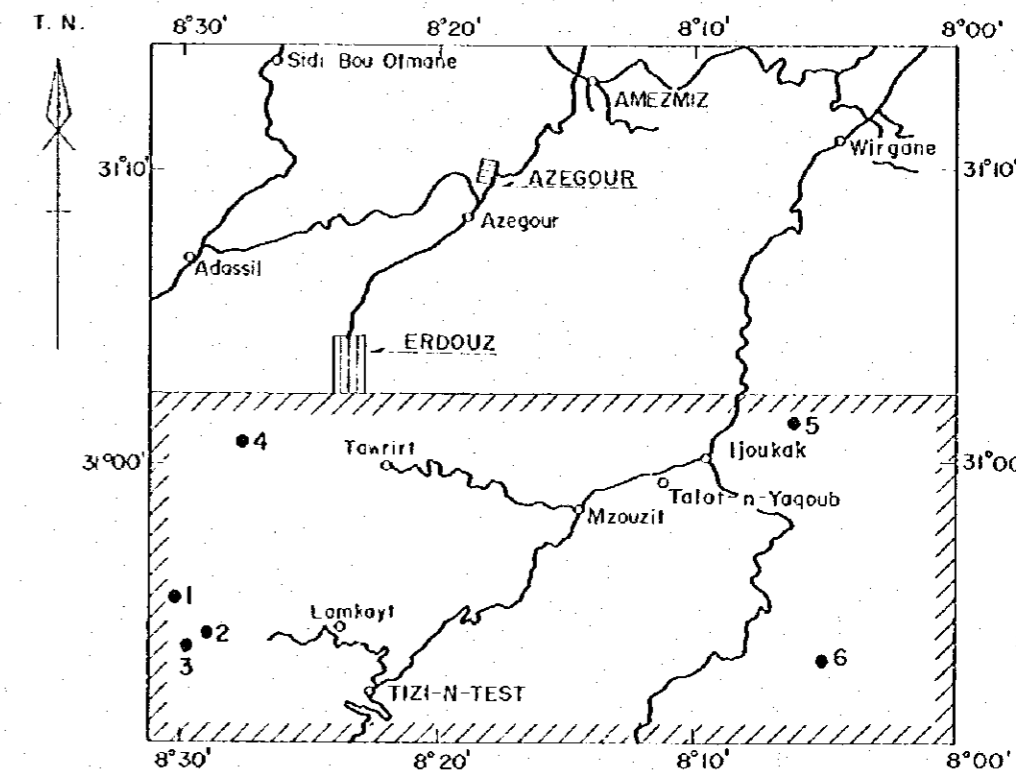 T. N.
8°30' 8°20' 8°10' 8°00'
Sidi Bou Otmane
AMEZMIZ
Wirgane
31°10' 31°10'
AZEGOUR
Azegour
Adassil
ERDOUZ
4
5
Tawrirt
Ijoukak
31°00' 31°00
Talat-n-Yaqoub
Mzouzit
1
Lamkayt
2
3
6
TIZI-N-TEST
8°30' 8°20' 8°10' 8°00'